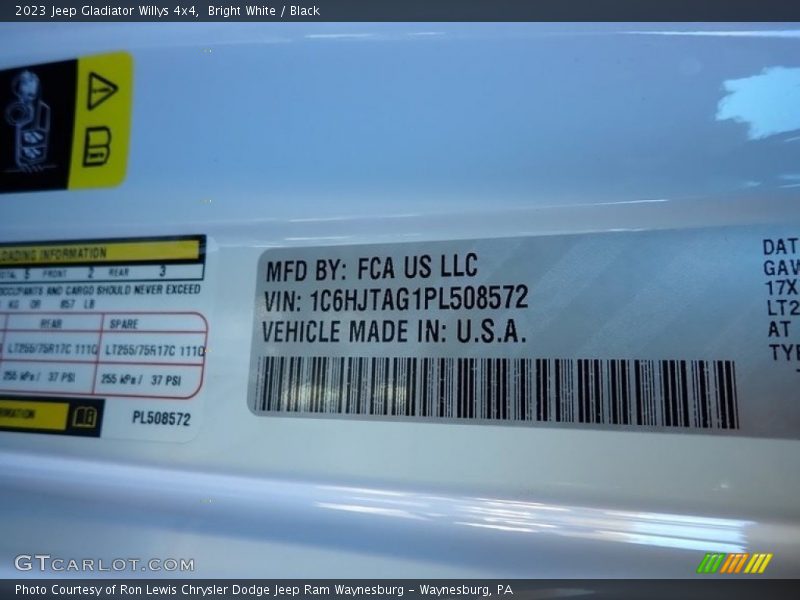 2023 Jeep Gladiator Willys 4x4,  Bright White / Black
LOADING INFORMATION
TOTAL 5 FRONT 2 REAR 3
OCCUPANTS AND CARGO SHOULD NEVER EXCEED
KG OR 857 LB
REAR SPARE
LT255/75R17C 111Q LT255/75R17C 111Q
255 kPa / 37 PSI 255 kPa / 37 PSI
PL508572
MFD BY: FCA US LLC
VIN: 1C6HJTAG1PL508572
VEHICLE MADE IN: U.S.A.
DAT
GAW
17X
LT2
AT
TYPE
GTCARLOT.COM
Photo Courtesy of Ron Lewis Chrysler Dodge Jeep Ram Waynesburg – Waynesburg, PA